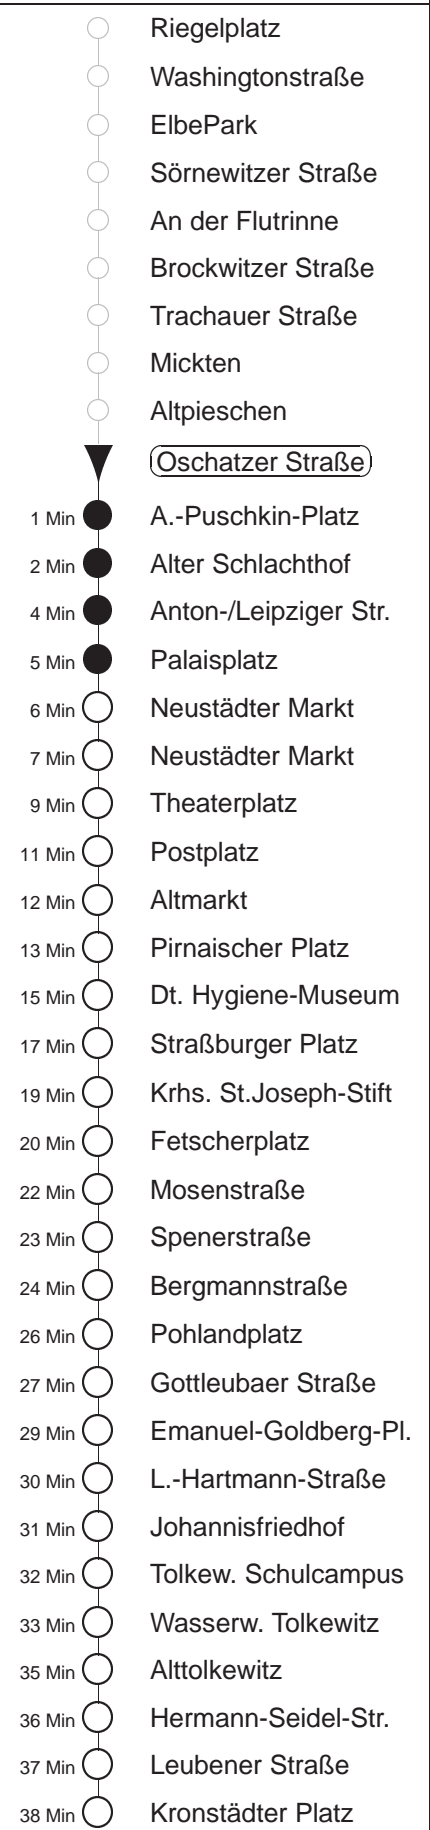 Riegelplatz
Washingtonstraße
ElbePark
Sörnewitzer Straße
An der Flutrinne
Brockwitzer Straße
Trachauer Straße
Mickten
Altpieschen
Oschatzer Straße
1 Min A.-Puschkin-Platz
2 Min Alter Schlachthof
4 Min Anton-/Leipziger Str.
5 Min Palaisplatz
6 Min Neustädter Markt
7 Min Neustädter Markt
9 Min Theaterplatz
11 Min Postplatz
12 Min Altmarkt
13 Min Pirnaischer Platz
15 Min Dt. Hygiene-Museum
17 Min Straßburger Platz
19 Min Krhs. St.Joseph-Stift
20 Min Fetscherplatz
22 Min Mosenstraße
23 Min Spenerstraße
24 Min Bergmannstraße
26 Min Pohlandplatz
27 Min Gottleubaer Straße
29 Min Emanuel-Goldberg-Pl.
30 Min L.-Hartmann-Straße
31 Min Johannisfriedhof
32 Min Tolkew. Schulcampus
33 Min Wasserw. Tolkewitz
35 Min Alttolkewitz
36 Min Hermann-Seidel-Str.
37 Min Leubener Straße
38 Min Kronstädter Platz